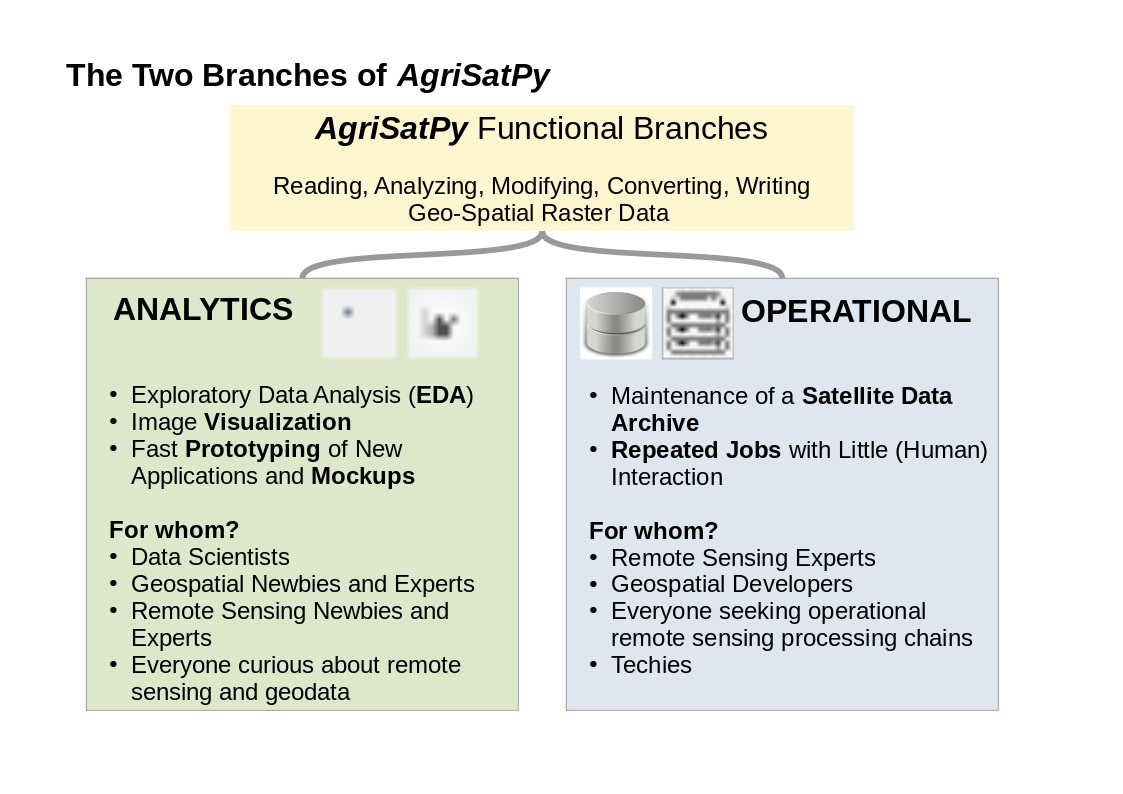 The Two Branches of AgriSatPy
AgriSatPy Functional Branches
Reading, Analyzing, Modifying, Converting, Writing
Geo-Spatial Raster Data
ANALYTICS
• Exploratory Data Analysis (EDA)
• Image Visualization
• Fast Prototyping of New
Applications and Mockups
For whom?
• Data Scientists
• Geospatial Newbies and Experts
• Remote Sensing Newbies and
Experts
• Everyone curious about remote
sensing and geodata
OPERATIONAL
• Maintenance of a Satellite Data
Archive
• Repeated Jobs with Little (Human)
Interaction
For whom?
• Remote Sensing Experts
• Geospatial Developers
• Everyone seeking operational
remote sensing processing chains
• Techies